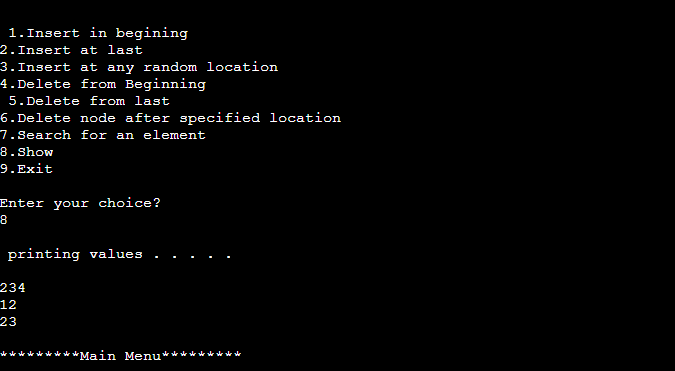 1.Insert in begining
2.Insert at last
3.Insert at any random location
4.Delete from Beginning
5.Delete from last
6.Delete node after specified location
7.Search for an element
8.Show
9.Exit
Enter your choice?
8
printing values . . . . .
234
12
23
*********Main Menu*********